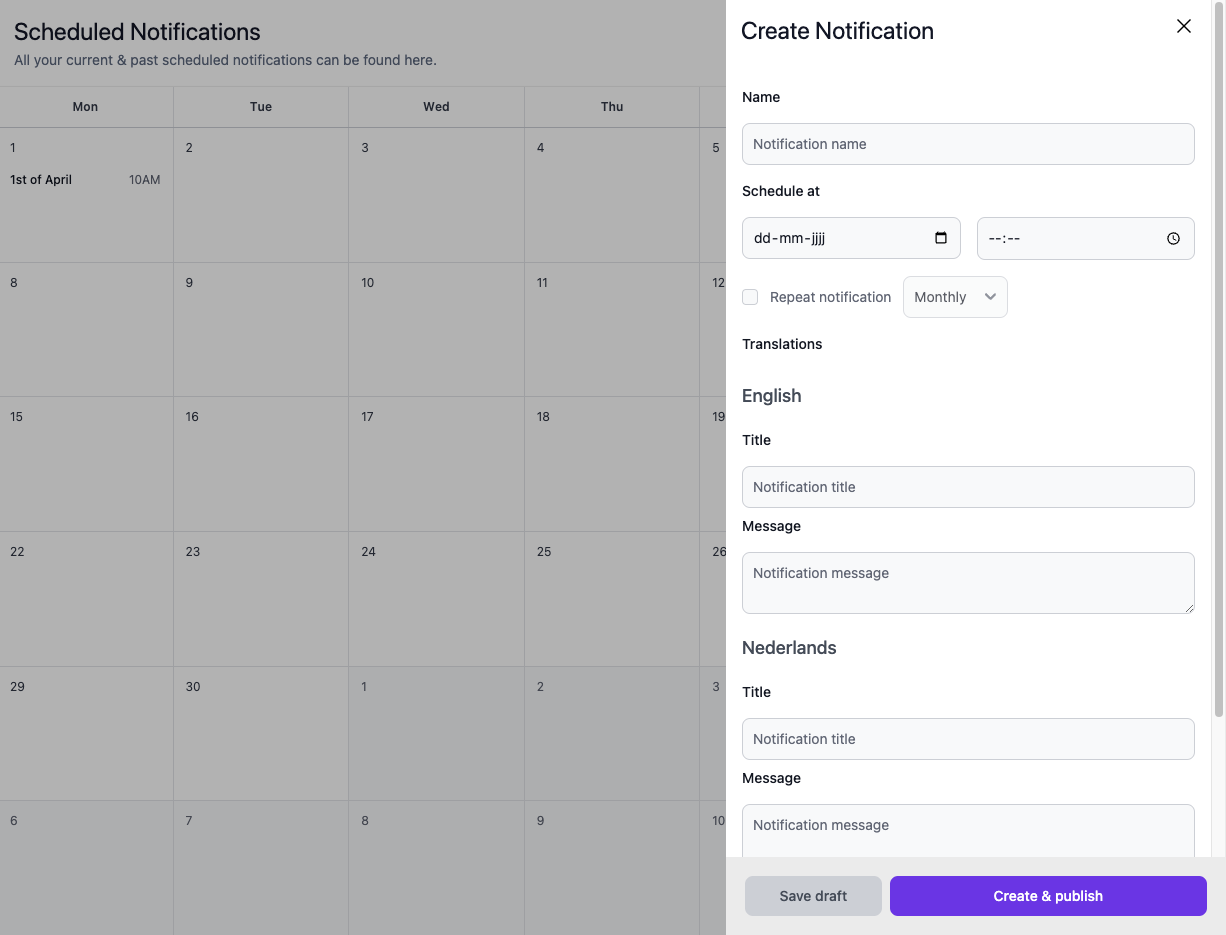 Scheduled Notifications
All your current & past scheduled notifications can be found here.
Mon Tue Wed Thu
1 2 3 4 5
1st of April 10AM
8 9 10 11 12
15 16 17 18 19
22 23 24 25 26
29 30 1 2 3
6 7 8 9 10
Create Notification
Name
Notification name
Schedule at
dd-mm-jjjj --:--
Repeat notification Monthly
Translations
English
Title
Notification title
Message
Notification message
Nederlands
Title
Notification title
Message
Notification message
Save draft Create & publish